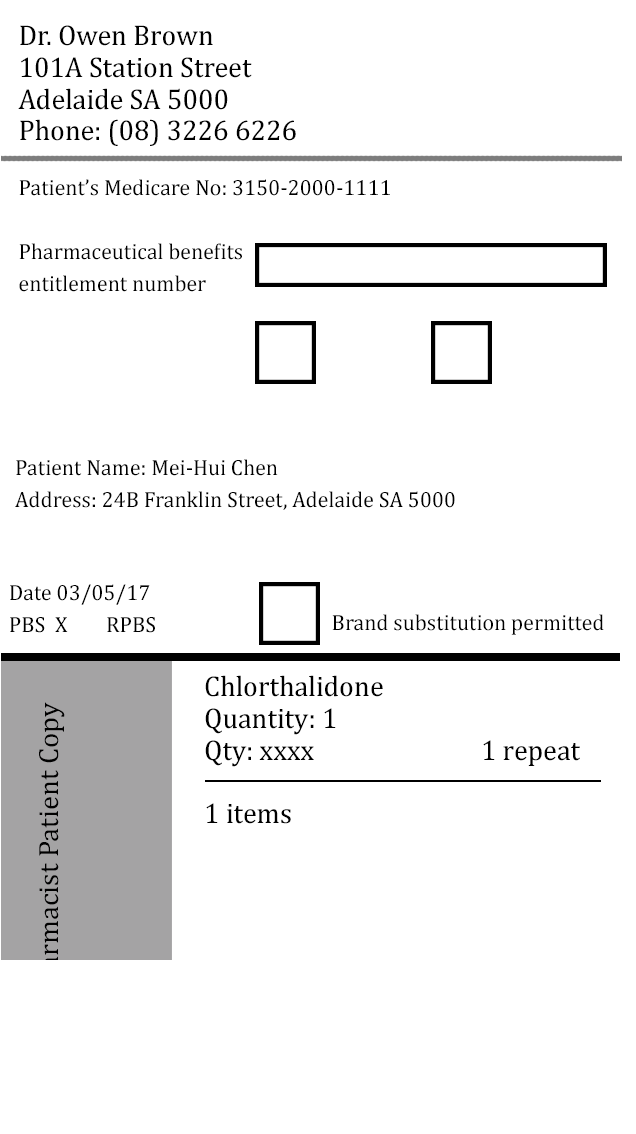 Dr. Owen Brown
101A Station Street
Adelaide SA 5000
Phone: (08) 3226 6226
Patient’s Medicare No: 3150-2000-1111
Pharmaceutical benefits
entitlement number
Patient Name: Mei-Hui Chen
Address: 24B Franklin Street, Adelaide SA 5000
Date 03/05/17
PBS X RPBS
Brand substitution permitted
Chlorthalidone
Quantity: 1
Qty: xxxx 1 repeat
1 items
armacist Patient Copy